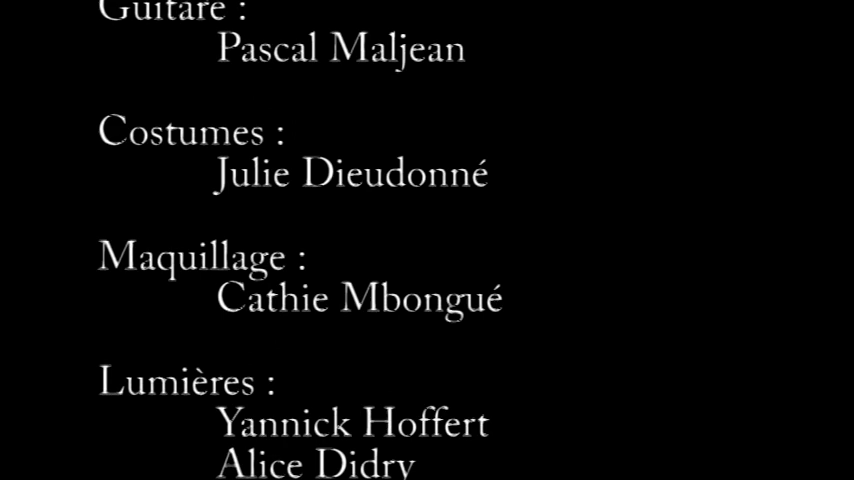 Guitare :
Pascal Maljean
Costumes :
Julie Dieudonné
Maquillage :
Cathie Mbongué
Lumières :
Yannick Hoffert
Alice Didry